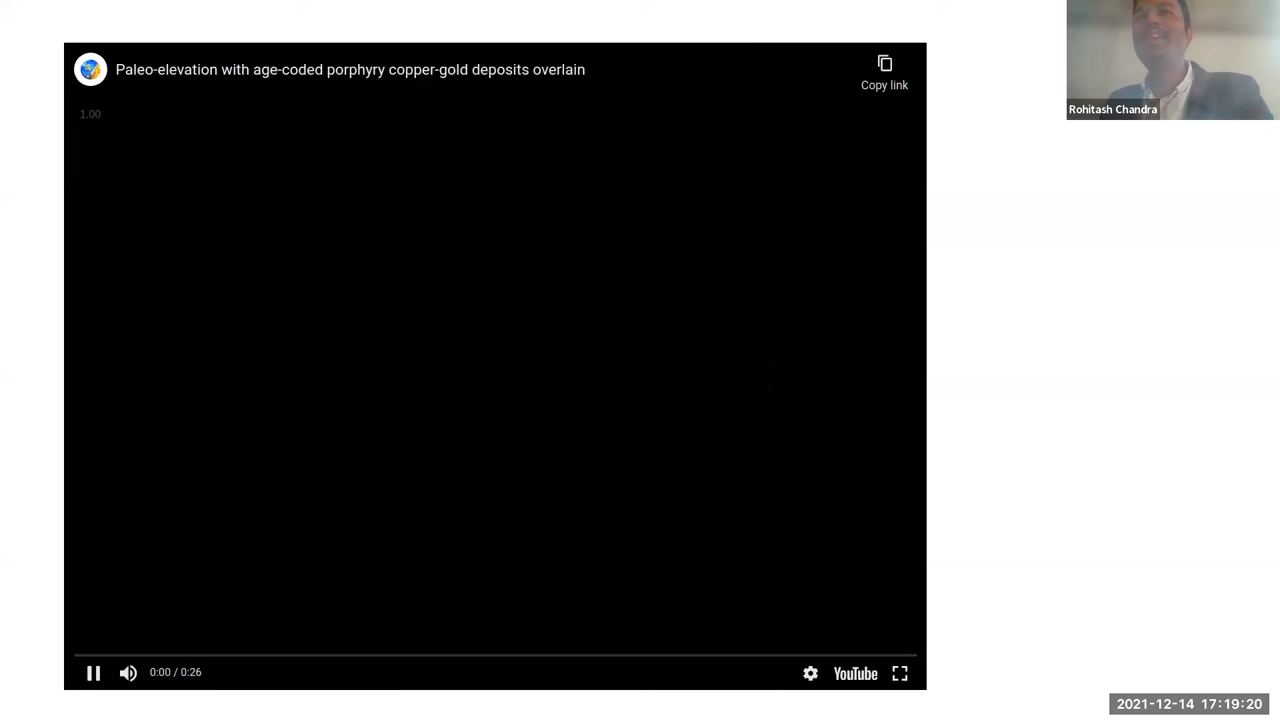 Paleo-elevation with age-coded porphyry copper-gold deposits overlain
Copy link
Rohitash Chandra
1.00
0:00 / 0:26
YouTube
2021-12-14 17:19:20